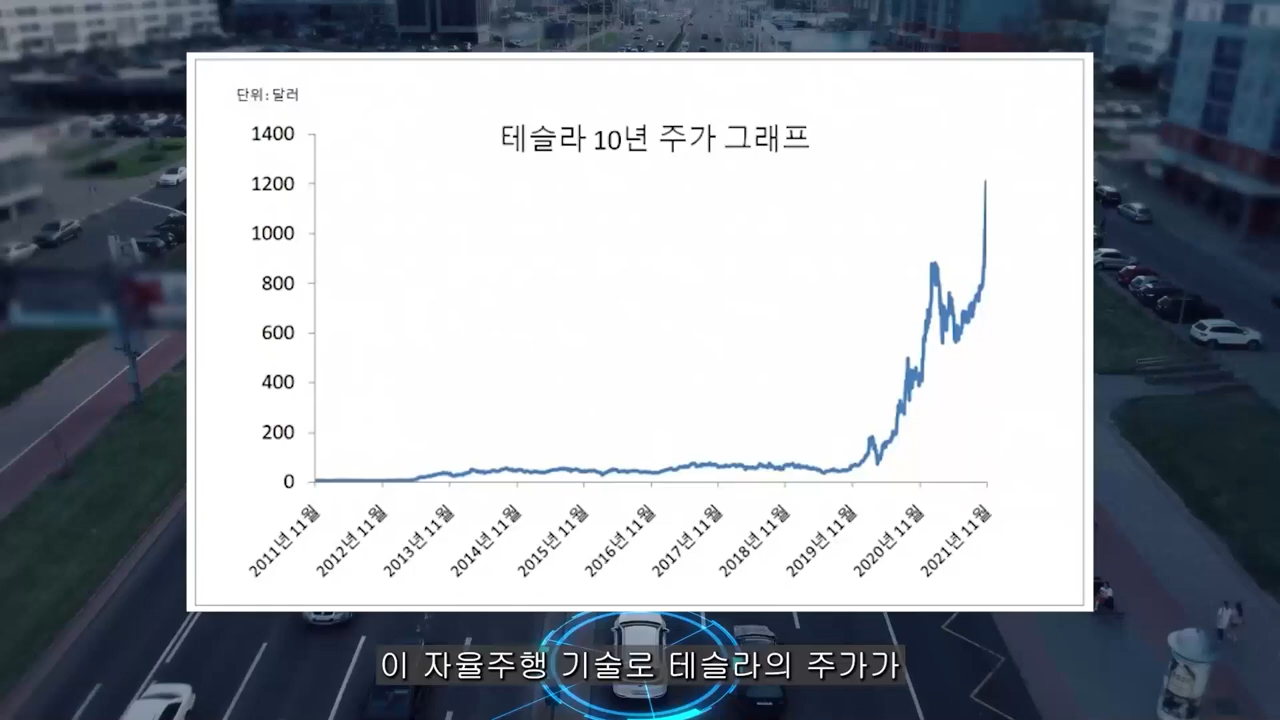 단위:달러
테슬라 10년 주가 그래프
1400
1200
1000
800
600
400
200
0
2011년 11월
2012년 11월
2013년 11월
2014년 11월
2015년 11월
2016년 11월
2017년 11월
2018년 11월
2019년 11월
2020년 11월
2021년 11월
이 자율주행 기술로 테슬라의 주가가